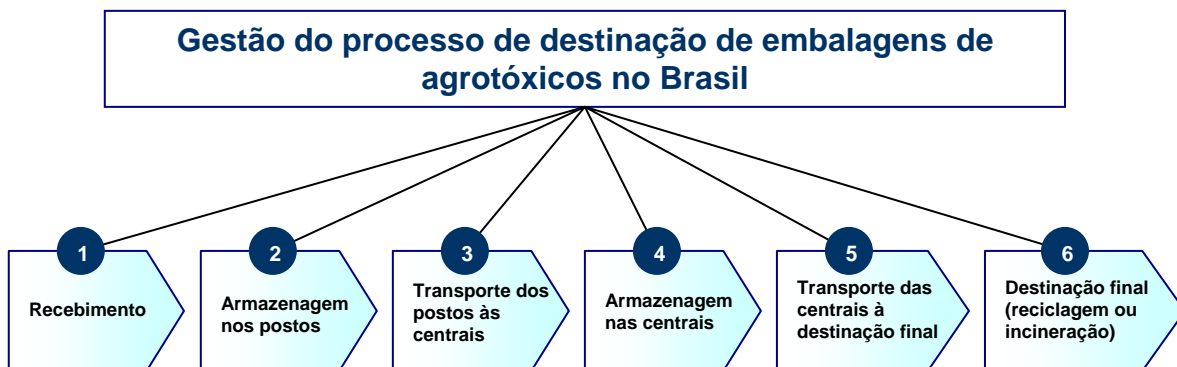 Gestão do processo de destinação de embalagens de
agrotóxicos no Brasil
1
Recebimento
2
Armazenagem
nos postos
3
Transporte dos
postos às
centrais
4
Armazenagem
nas centrais
5
Transporte das
centrais à
destinação final
6
Destinação final
(reciclagem ou
incineração)